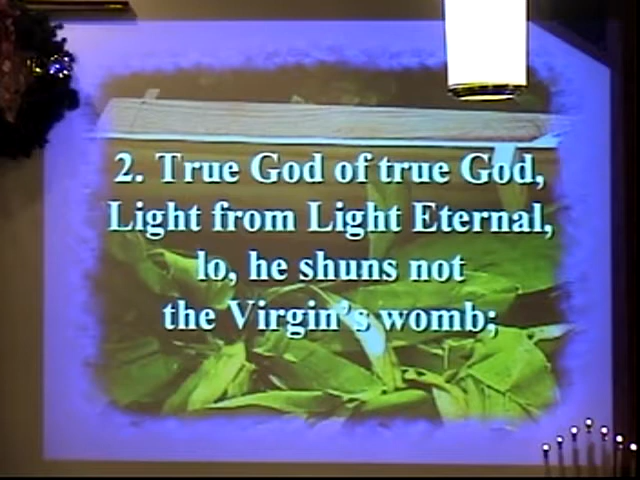 2. True God of true God,
Light from Light Eternal,
lo, he shuns not
the Virgin's womb;